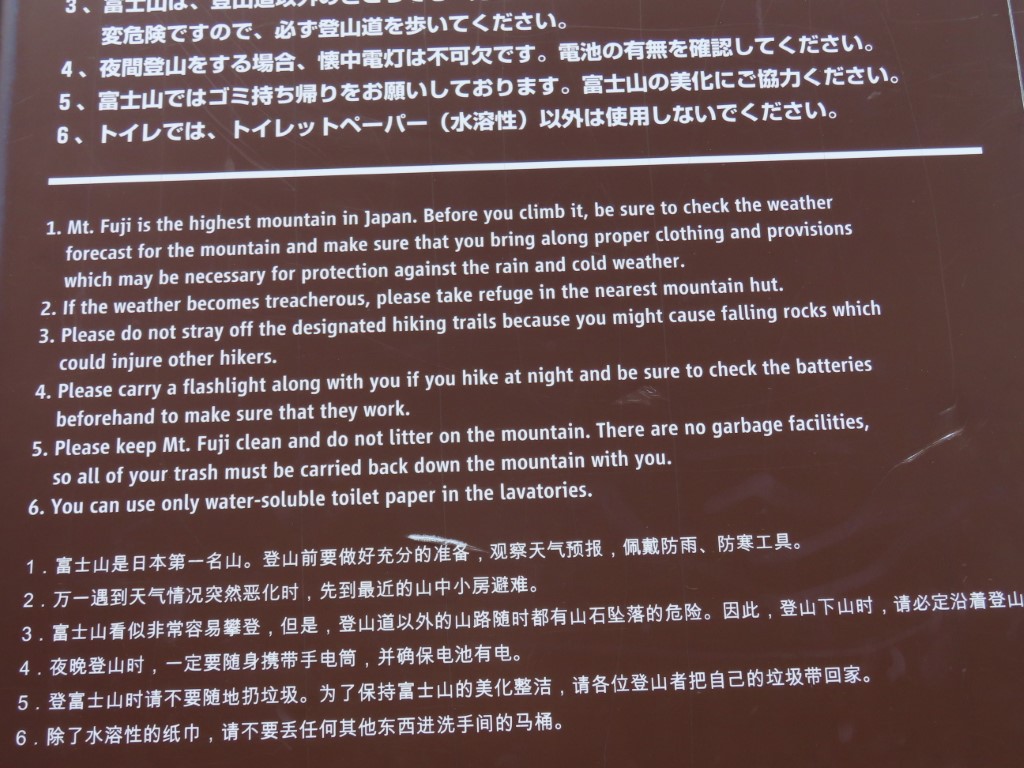 3、富士山は、登山道以外の
変危険ですので、必ず登山道を歩いてください。
4、夜間登山をする場合、懐中電灯は不可欠です。電池の有無を確認してください。
5、富士山ではゴミ持ち帰りをお願いしております。富士山の美化にご協力ください。
6、トイレでは、トイレットペーパー（水溶性）以外は使用しないでください。
1. Mt. Fuji is the highest mountain in Japan. Before you climb it, be sure to check the weather
forecast for the mountain and make sure that you bring along proper clothing and provisions
which may be necessary for protection against the rain and cold weather.
2. If the weather becomes treacherous, please take refuge in the nearest mountain hut.
3. Please do not stray off the designated hiking trails because you might cause falling rocks which
could injure other hikers.
4. Please carry a flashlight along with you if you hike at night and be sure to check the batteries
beforehand to make sure that they work.
5. Please keep Mt. Fuji clean and do not litter on the mountain. There are no garbage facilities,
so all of your trash must be carried back down the mountain with you.
6. You can use only water-soluble toilet paper in the lavatories.
1．富士山是日本第一名山。登山前要做好充分的准备，观察天气预报，佩戴防雨、防寒工具。
2．万一遇到天气情况突然恶化时，先到最近的山中小房避难。
3．富士山看似非常容易攀登，但是，登山道以外的山路随时都有山石坠落的危险。因此，登山下山时，请必定沿着登山
4．夜晚登山时，一定要随身携带手电筒，并确保电池有电。
5．登富士山时请不要随地扔垃圾。为了保持富士山的美化整洁，请各位登山者把自己的垃圾带回家。
6．除了水溶性的纸巾，请不要丢任何其他东西进洗手间的马桶。